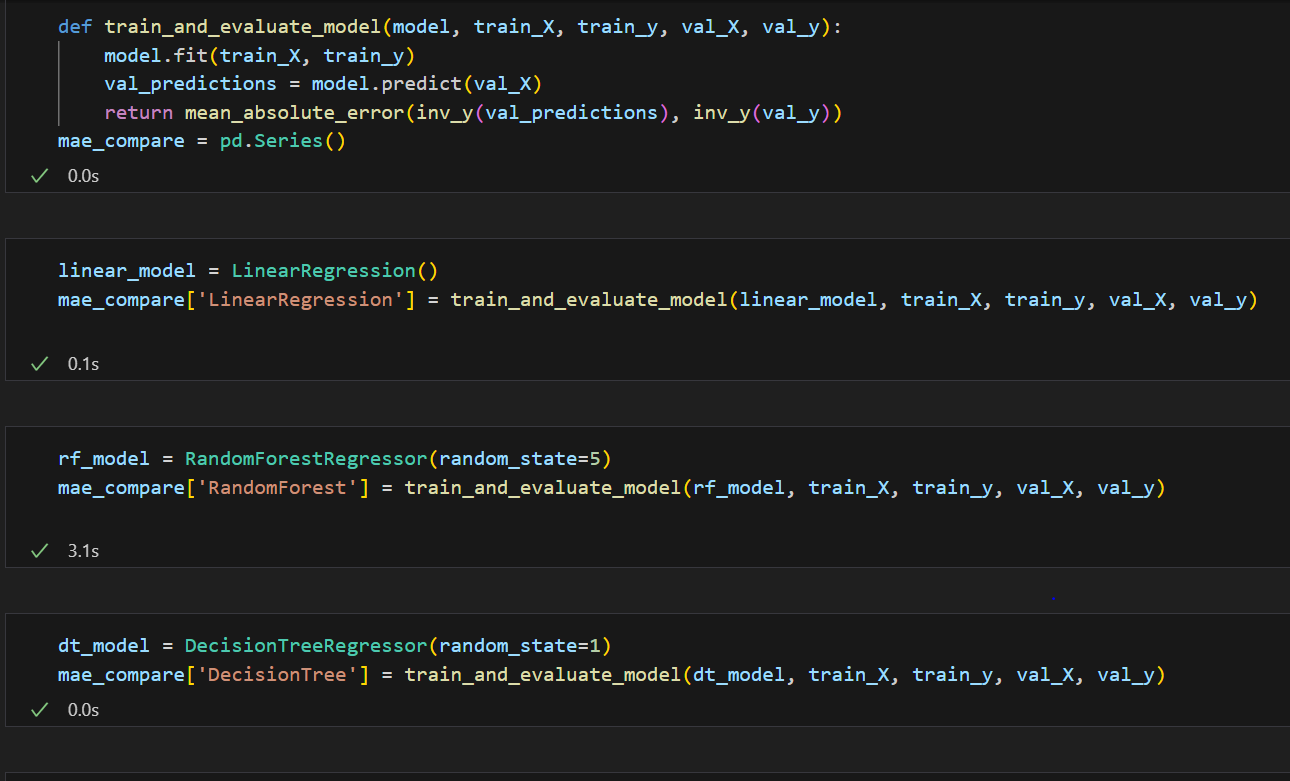 def train_and_evaluate_model(model, train_X, train_y, val_X, val_y):
    model.fit(train_X, train_y)
    val_predictions = model.predict(val_X)
    return mean_absolute_error(inv_y(val_predictions), inv_y(val_y))
mae_compare = pd.Series()
✓ 0.0s
linear_model = LinearRegression()
mae_compare['LinearRegression'] = train_and_evaluate_model(linear_model, train_X, train_y, val_X, val_y)
✓ 0.1s
rf_model = RandomForestRegressor(random_state=5)
mae_compare['RandomForest'] = train_and_evaluate_model(rf_model, train_X, train_y, val_X, val_y)
✓ 3.1s
dt_model = DecisionTreeRegressor(random_state=1)
mae_compare['DecisionTree'] = train_and_evaluate_model(dt_model, train_X, train_y, val_X, val_y)
✓ 0.0s